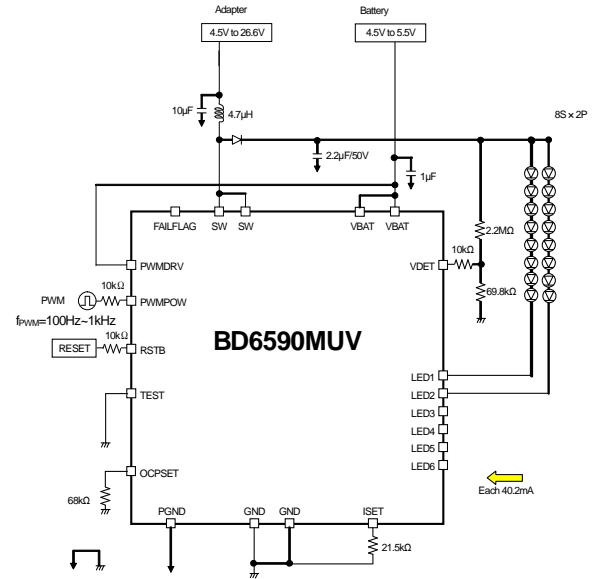 Adapter
Battery
4.5V to 26.6V
4.5V to 5.5V
10µF
4.7µH
8S x 2P
2.2µF/50V
1µF
FAILFLAG
SW
SW
VBAT
VBAT
2.2MΩ
PWMDRV
VDET
10kΩ
10kΩ
PWM
PWMPOW
69.8kΩ
fPWM=100Hz~1kHz
10kΩ
BD6590MUV
RESET
RSTB
LED1
TEST
LED2
LED3
LED4
LED5
LED6
OCPSET
Each 40.2mA
68kΩ
PGND
GND
GND
ISET
21.5kΩ